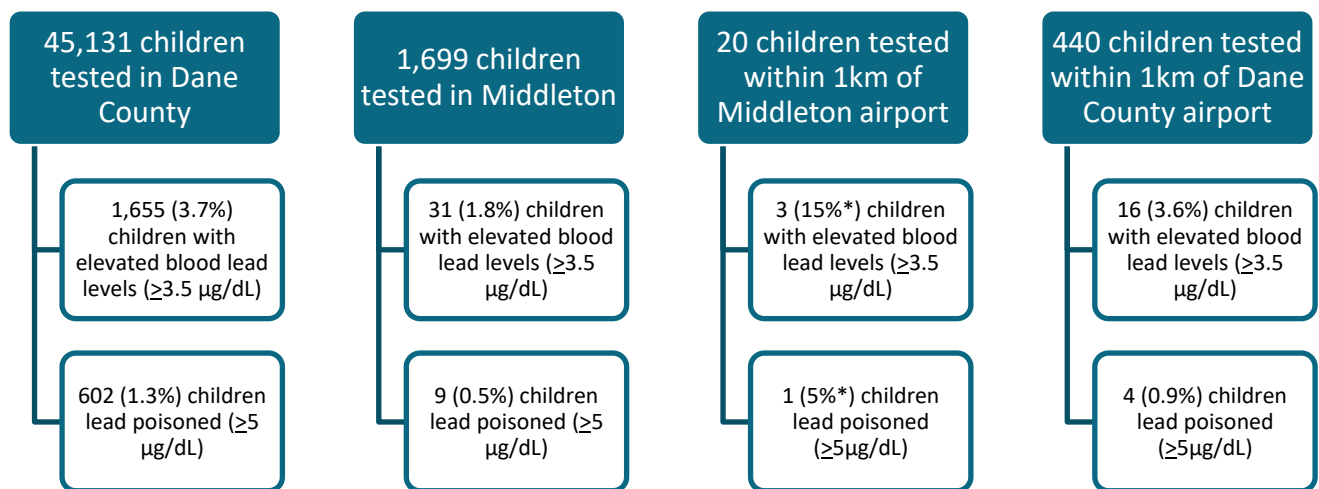 45,131 children
tested in Dane
County
1,655 (3.7%)
children with
elevated blood lead
levels (≥3.5 µg/dL)
602 (1.3%) children
lead poisoned (≥5
µg/dL)
1,699 children
tested in Middleton
31 (1.8%) children
with elevated blood
lead levels (≥3.5
µg/dL)
9 (0.5%) children
lead poisoned (≥5
µg/dL)
20 children tested
within 1km of
Middleton airport
3 (15%*) children
with elevated blood
lead levels (≥3.5
µg/dL)
1 (5%*) children
lead poisoned
(≥5µg/dL)
440 children tested
within 1km of Dane
County airport
16 (3.6%) children
with elevated blood
lead levels (≥3.5
µg/dL)
4 (0.9%) children
lead poisoned
(≥5µg/dL)